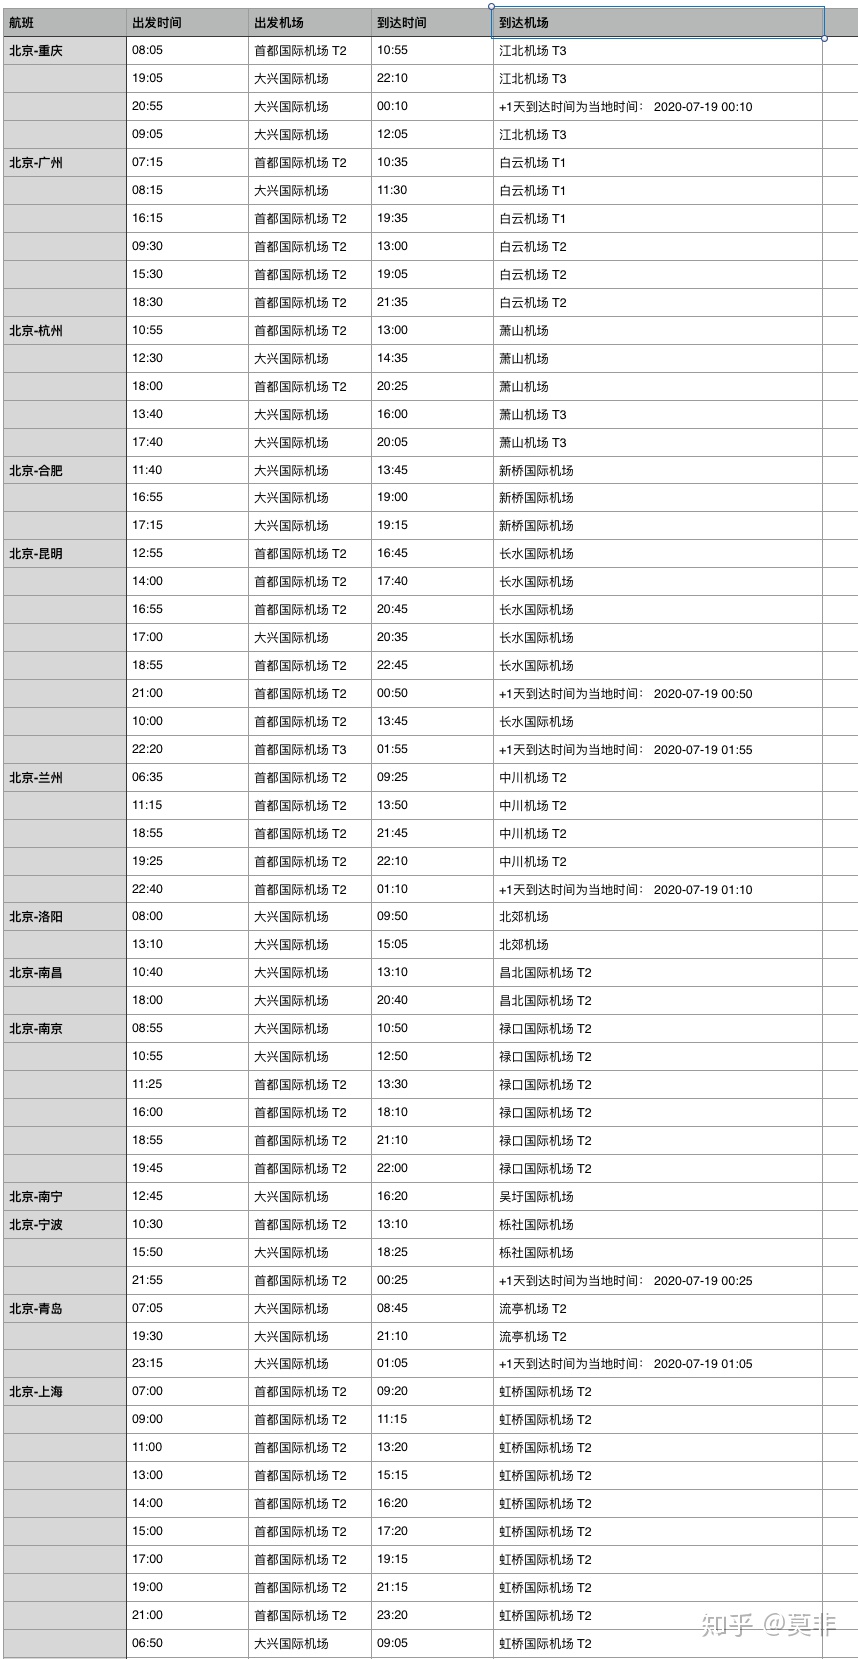 航班 出发时间 出发机场 到达时间 到达机场
北京-重庆 08:05 首都国际机场 T2 10:55 江北机场 T3
19:05 大兴国际机场 22:10 江北机场 T3
20:55 大兴国际机场 00:10 +1天到达时间为当地时间： 2020-07-19 00:10
09:05 大兴国际机场 12:05 江北机场 T3
北京-广州 07:15 首都国际机场 T2 10:35 白云机场 T1
08:15 大兴国际机场 11:30 白云机场 T1
16:15 首都国际机场 T2 19:35 白云机场 T1
09:30 首都国际机场 T2 13:00 白云机场 T2
15:30 首都国际机场 T2 19:05 白云机场 T2
18:30 首都国际机场 T2 21:35 白云机场 T2
北京-杭州 10:55 首都国际机场 T2 13:00 萧山机场
12:30 大兴国际机场 14:35 萧山机场
18:00 首都国际机场 T2 20:25 萧山机场
13:40 大兴国际机场 16:00 萧山机场 T3
17:40 大兴国际机场 20:05 萧山机场 T3
北京-合肥 11:40 大兴国际机场 13:45 新桥国际机场
16:55 大兴国际机场 19:00 新桥国际机场
17:15 大兴国际机场 19:15 新桥国际机场
北京-昆明 12:55 首都国际机场 T2 16:45 长水国际机场
14:00 首都国际机场 T2 17:40 长水国际机场
16:55 首都国际机场 T2 20:45 长水国际机场
17:00 大兴国际机场 20:35 长水国际机场
18:55 首都国际机场 T2 22:45 长水国际机场
21:00 首都国际机场 T2 00:50 +1天到达时间为当地时间： 2020-07-19 00:50
10:00 首都国际机场 T2 13:45 长水国际机场
22:20 首都国际机场 T3 01:55 +1天到达时间为当地时间： 2020-07-19 01:55
北京-兰州 06:35 首都国际机场 T2 09:25 中川机场 T2
11:15 首都国际机场 T2 13:50 中川机场 T2
18:55 首都国际机场 T2 21:45 中川机场 T2
19:25 首都国际机场 T2 22:10 中川机场 T2
22:40 首都国际机场 T2 01:10 +1天到达时间为当地时间： 2020-07-19 01:10
北京-洛阳 08:00 大兴国际机场 09:50 北郊机场
13:10 大兴国际机场 15:05 北郊机场
北京-南昌 10:40 大兴国际机场 13:10 昌北国际机场 T2
18:00 大兴国际机场 20:40 昌北国际机场 T2
北京-南京 08:55 大兴国际机场 10:50 禄口国际机场 T2
10:55 大兴国际机场 12:50 禄口国际机场 T2
11:25 首都国际机场 T2 13:30 禄口国际机场 T2
16:00 首都国际机场 T2 18:10 禄口国际机场 T2
18:55 首都国际机场 T2 21:10 禄口国际机场 T2
19:45 首都国际机场 T2 22:00 禄口国际机场 T2
北京-南宁 12:45 大兴国际机场 16:20 吴圩国际机场
北京-宁波 10:30 首都国际机场 T2 13:10 栎社国际机场
15:50 大兴国际机场 18:25 栎社国际机场
21:55 首都国际机场 T2 00:25 +1天到达时间为当地时间： 2020-07-19 00:25
北京-青岛 07:05 大兴国际机场 08:45 流亭机场 T2
19:30 大兴国际机场 21:10 流亭机场 T2
23:15 大兴国际机场 01:05 +1天到达时间为当地时间： 2020-07-19 01:05
北京-上海 07:00 首都国际机场 T2 09:20 虹桥国际机场 T2
09:00 首都国际机场 T2 11:15 虹桥国际机场 T2
11:00 首都国际机场 T2 13:20 虹桥国际机场 T2
13:00 首都国际机场 T2 15:15 虹桥国际机场 T2
14:00 首都国际机场 T2 16:20 虹桥国际机场 T2
15:00 首都国际机场 T2 17:20 虹桥国际机场 T2
17:00 首都国际机场 T2 19:15 虹桥国际机场 T2
19:00 首都国际机场 T2 21:15 虹桥国际机场 T2
21:00 首都国际机场 T2 23:20 虹桥国际机场 T2
06:50 大兴国际机场 09:05 虹桥国际机场 T2
知乎 @莫非